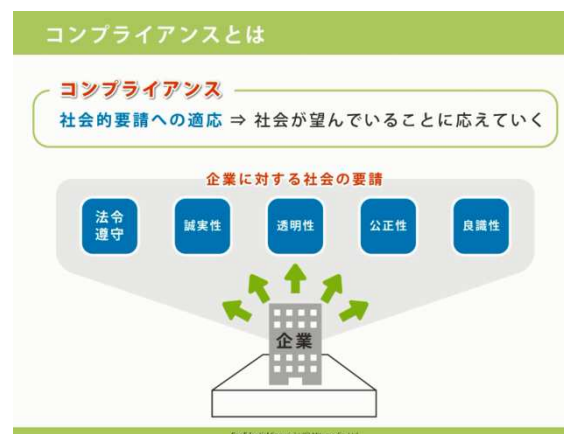 コンプライアンスとは
コンプライアンス
社会的要請への適応 ⇒ 社会が望んでいることに応えていく
企業に対する社会の要請
法令
遵守
誠実性
透明性
公正性
良識性
企業